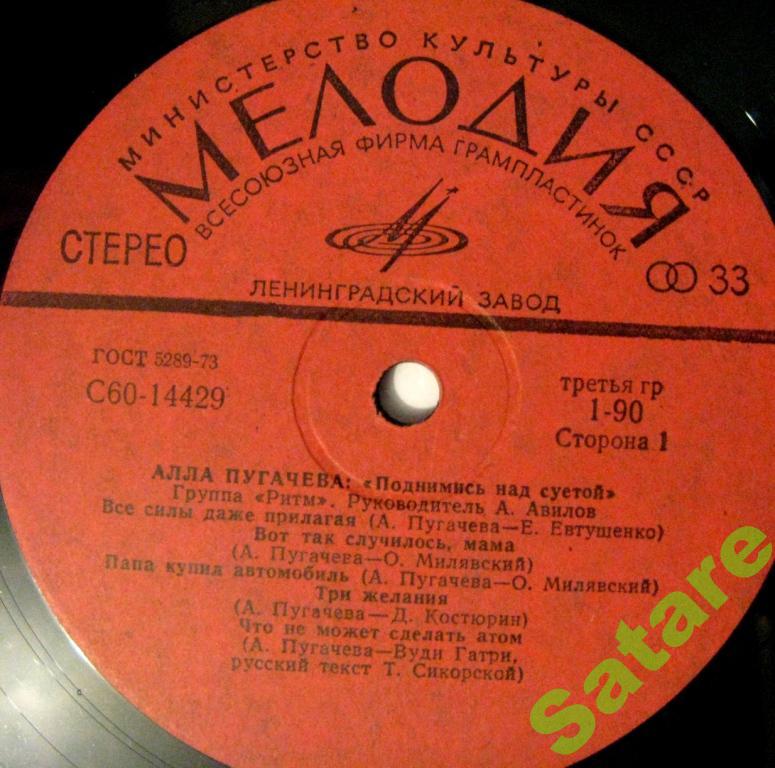 МИНИСТЕРСТВО КУЛЬТУРЫ СССР
МЕЛОДИЯ
ВСЕСОЮЗНАЯ ФИРМА ГРАМПЛАСТИНОК
СТЕРЕО
33
ЛЕНИНГРАДСКИЙ ЗАВОД
ГОСТ 5289-73
С60-14429
третья гр
1-90
Сторона 1
АЛЛА ПУГАЧЕВА: «Поднимись над суетой»
Группа «Ритм». Руководитель А. Авилов
Все силы даже прилагая (А. Пугачева—Е. Евтушенко)
Вот так случилось, мама
(А. Пугачева—О. Милявский)
Папа купил автомобиль (А. Пугачева—О. Милявский)
Три желания
(А. Пугачева—Д. Костюрин)
Что не может сделать атом
(А. Пугачева—Вуди Гатри,
русский текст Т. Сикорской)
Satare